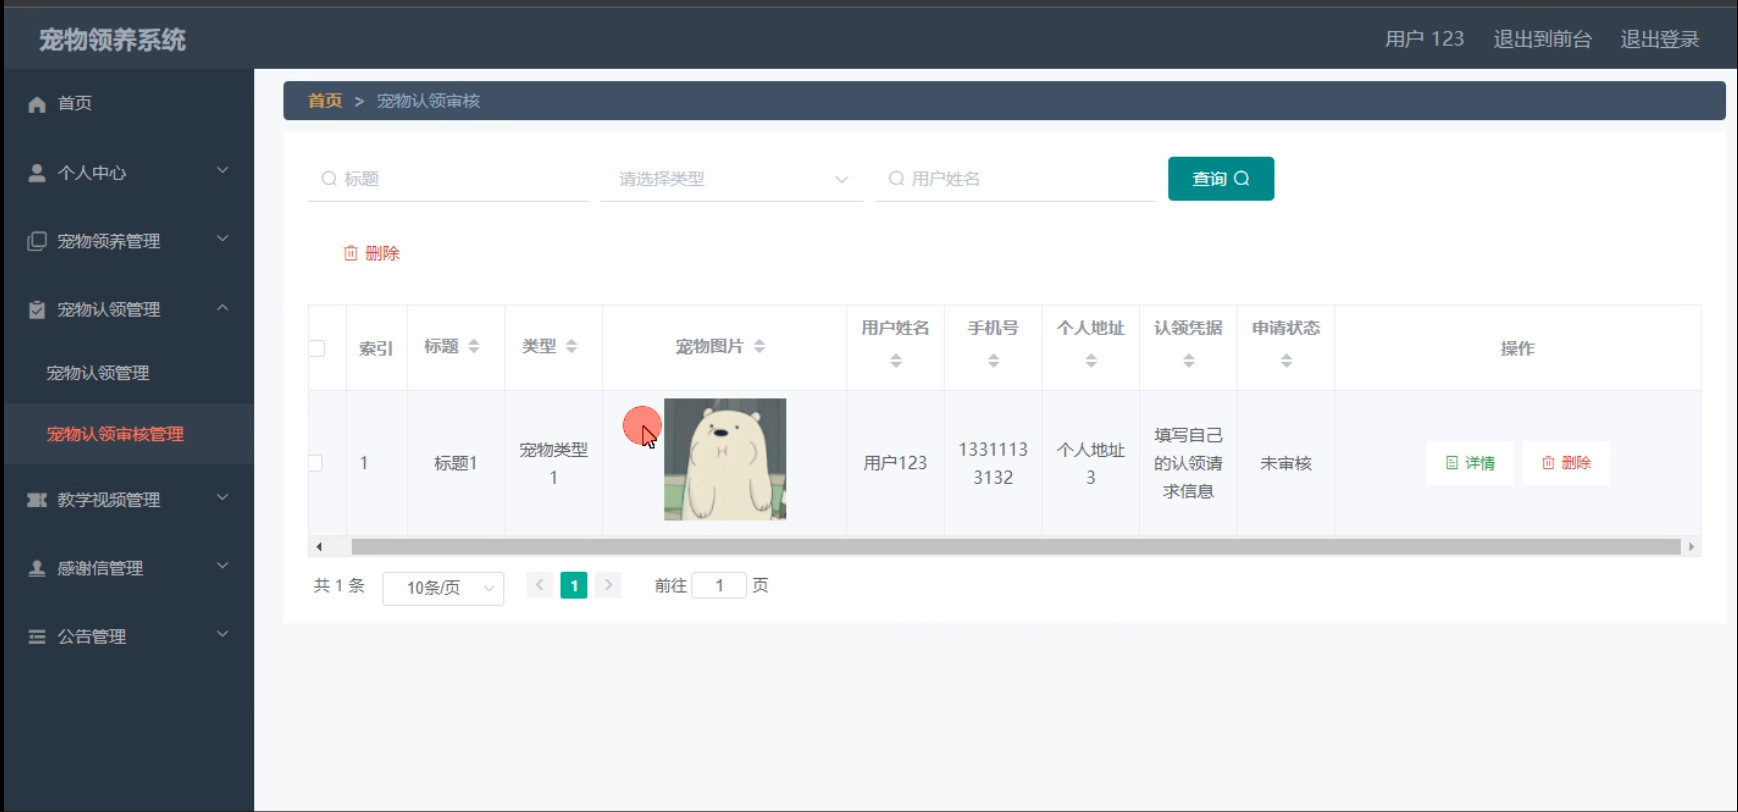 宠物领养系统
用户 123 退出到前台 退出登录
首页
个人中心
宠物领养管理
宠物认领管理
宠物认领管理
宠物认领审核管理
教学视频管理
感谢信管理
公告管理
首页 > 宠物认领审核
标题 请选择类型 用户姓名 查询
删除
索引 标题 类型 宠物图片 用户姓名 手机号 个人地址 认领凭据 申请状态 操作
1 标题1 宠物类型 用户123 1331113 个人地址 填写自己 未审核 详情 删除
1 3132 3 的认领请
求信息
共 1 条 10条/页 < 1 > 前往 1 页